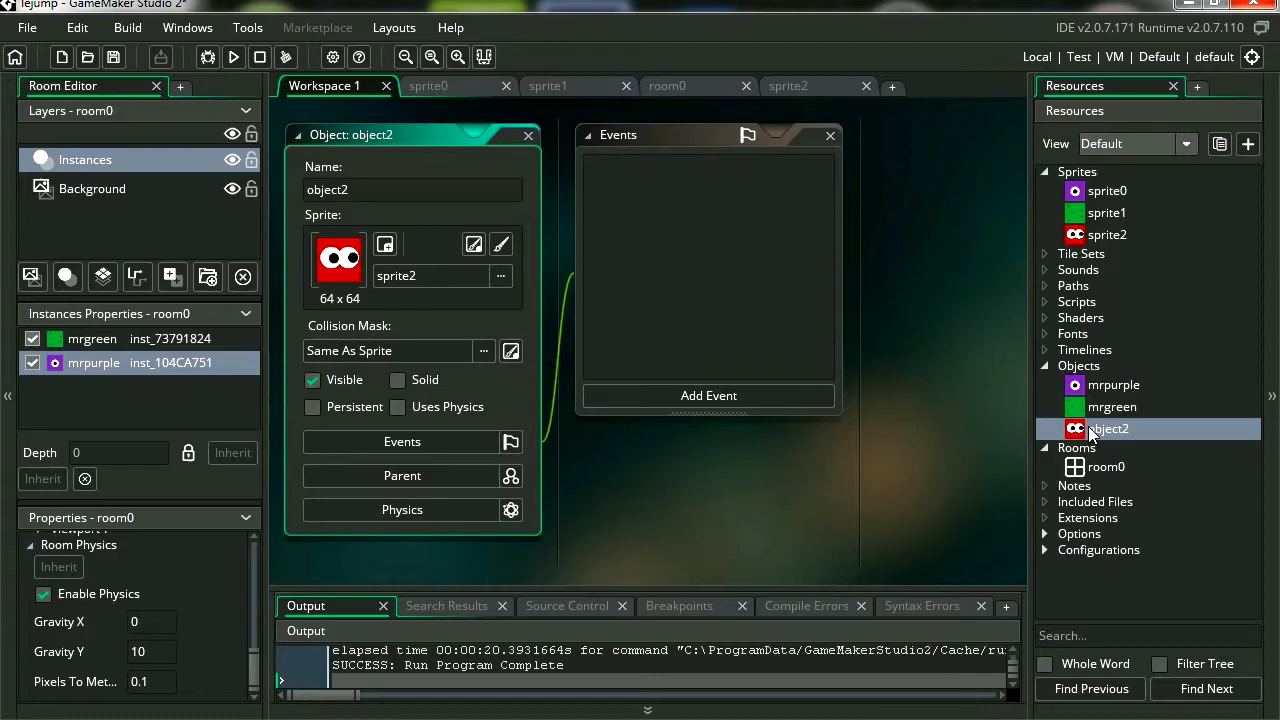 Tejump - GameMaker Studio 2*
File Edit Build Windows Tools Marketplace Layouts Help
IDE v2.0.7.171 Runtime v2.0.7.110
Local | Test | VM | Default | default
Room Editor
Layers - room0
Instances
Background
Instances Properties - room0
mrgreen inst_73791824
mrpurple inst_104CA751
Depth 0 Inherit
Inherit
Properties - room0
Room Physics
Inherit
Enable Physics
Gravity X 0
Gravity Y 10
Pixels To Met... 0.1
Workspace 1 sprite0 sprite1 room0 sprite2
Object: object2
Name:
object2
Sprite:
sprite2 ...
64 x 64
Collision Mask:
Same As Sprite ...
Visible Solid
Persistent Uses Physics
Events
Parent
Physics
Events
Add Event
Output Search Results Source Control Breakpoints Compile Errors Syntax Errors
Output
elapsed time 00:00:20.3931664s for command "C:\ProgramData/GameMakerStudio2/Cache/ru
SUCCESS: Run Program Complete
Resources
Resources
View Default
Sprites
sprite0
sprite1
sprite2
Tile Sets
Sounds
Paths
Scripts
Shaders
Fonts
Timelines
Objects
mrpurple
mrgreen
object2
Rooms
room0
Notes
Included Files
Extensions
Options
Configurations
Search...
Whole Word Filter Tree
Find Previous Find Next